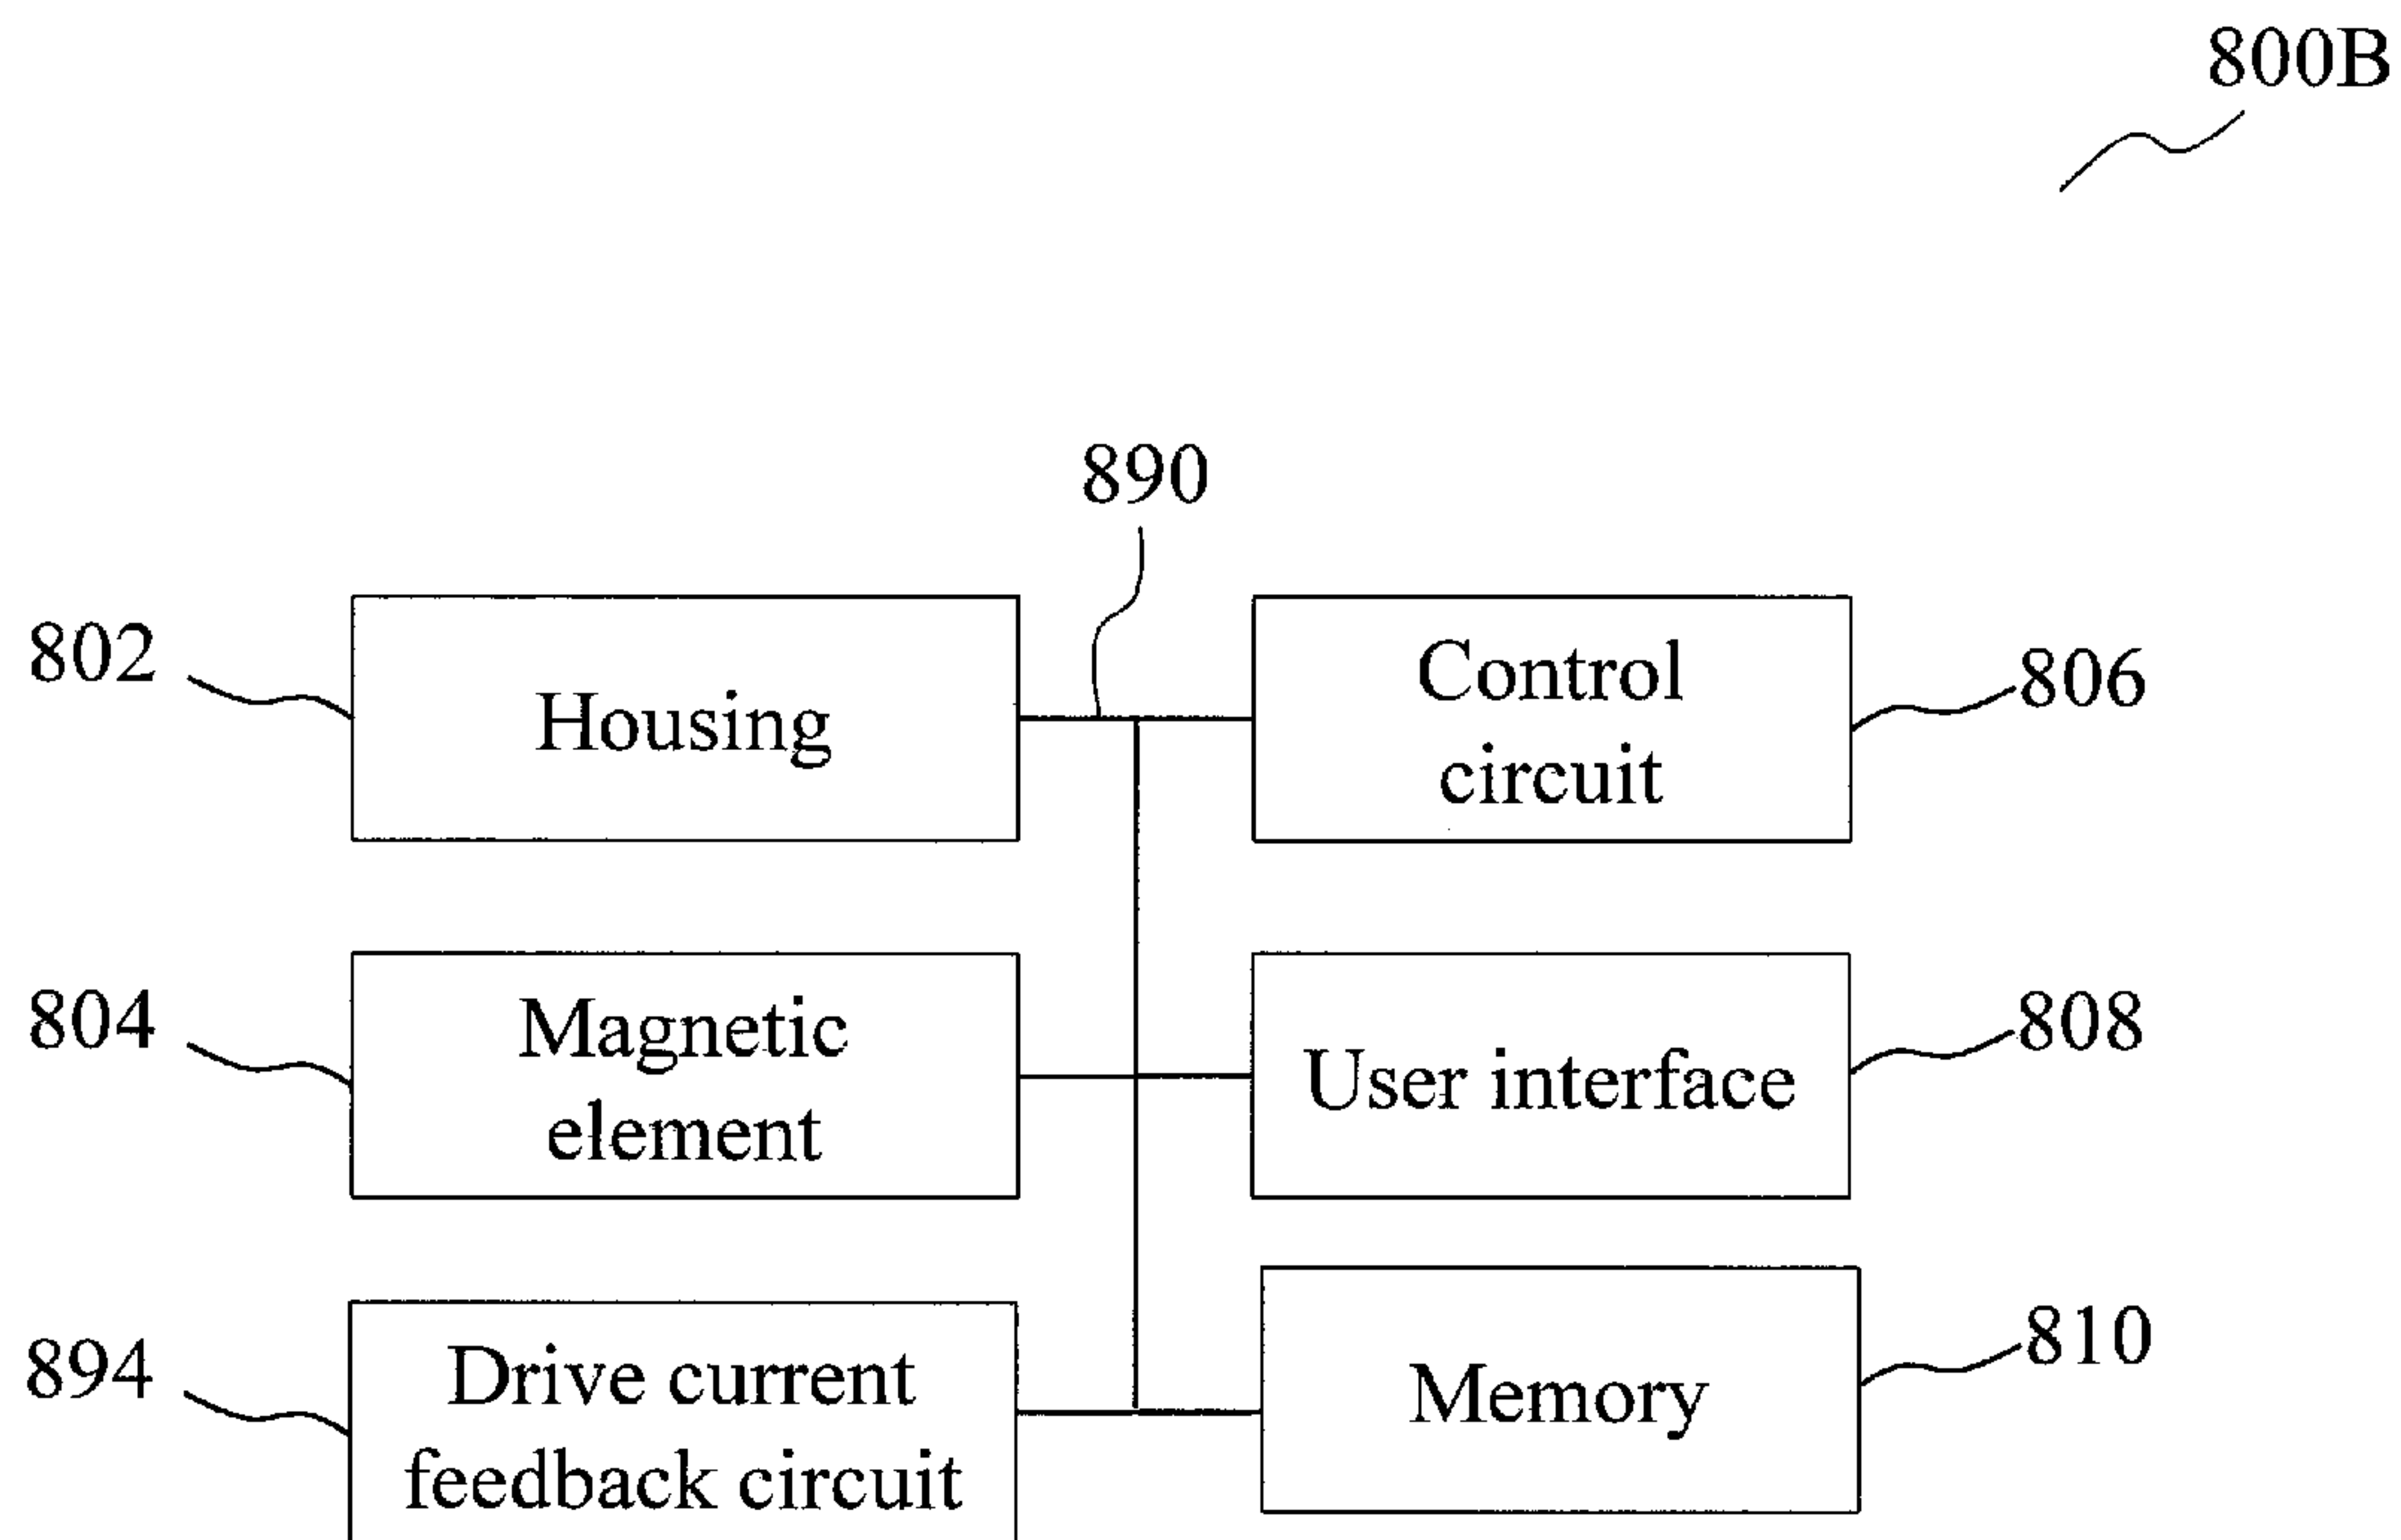 800B
890
802
Housing
Control
circuit
806
804
Magnetic
element
User interface
808
894
Drive current
feedback circuit
Memory
810